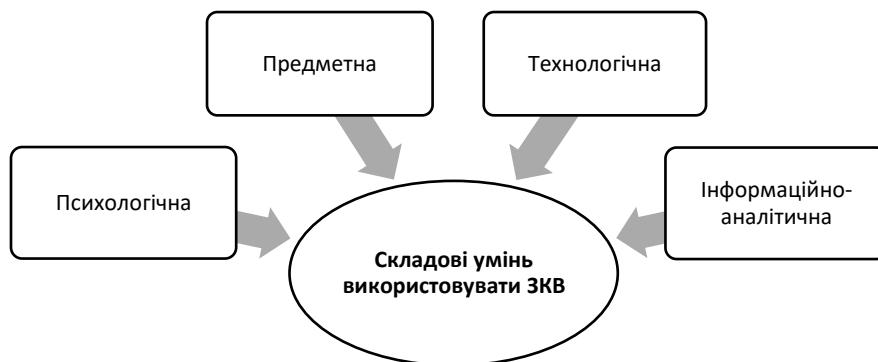 Предметна
Технологічна
Психологічна
Інформаційно-
аналітична
Складові умінь
використовувати ЗКВ